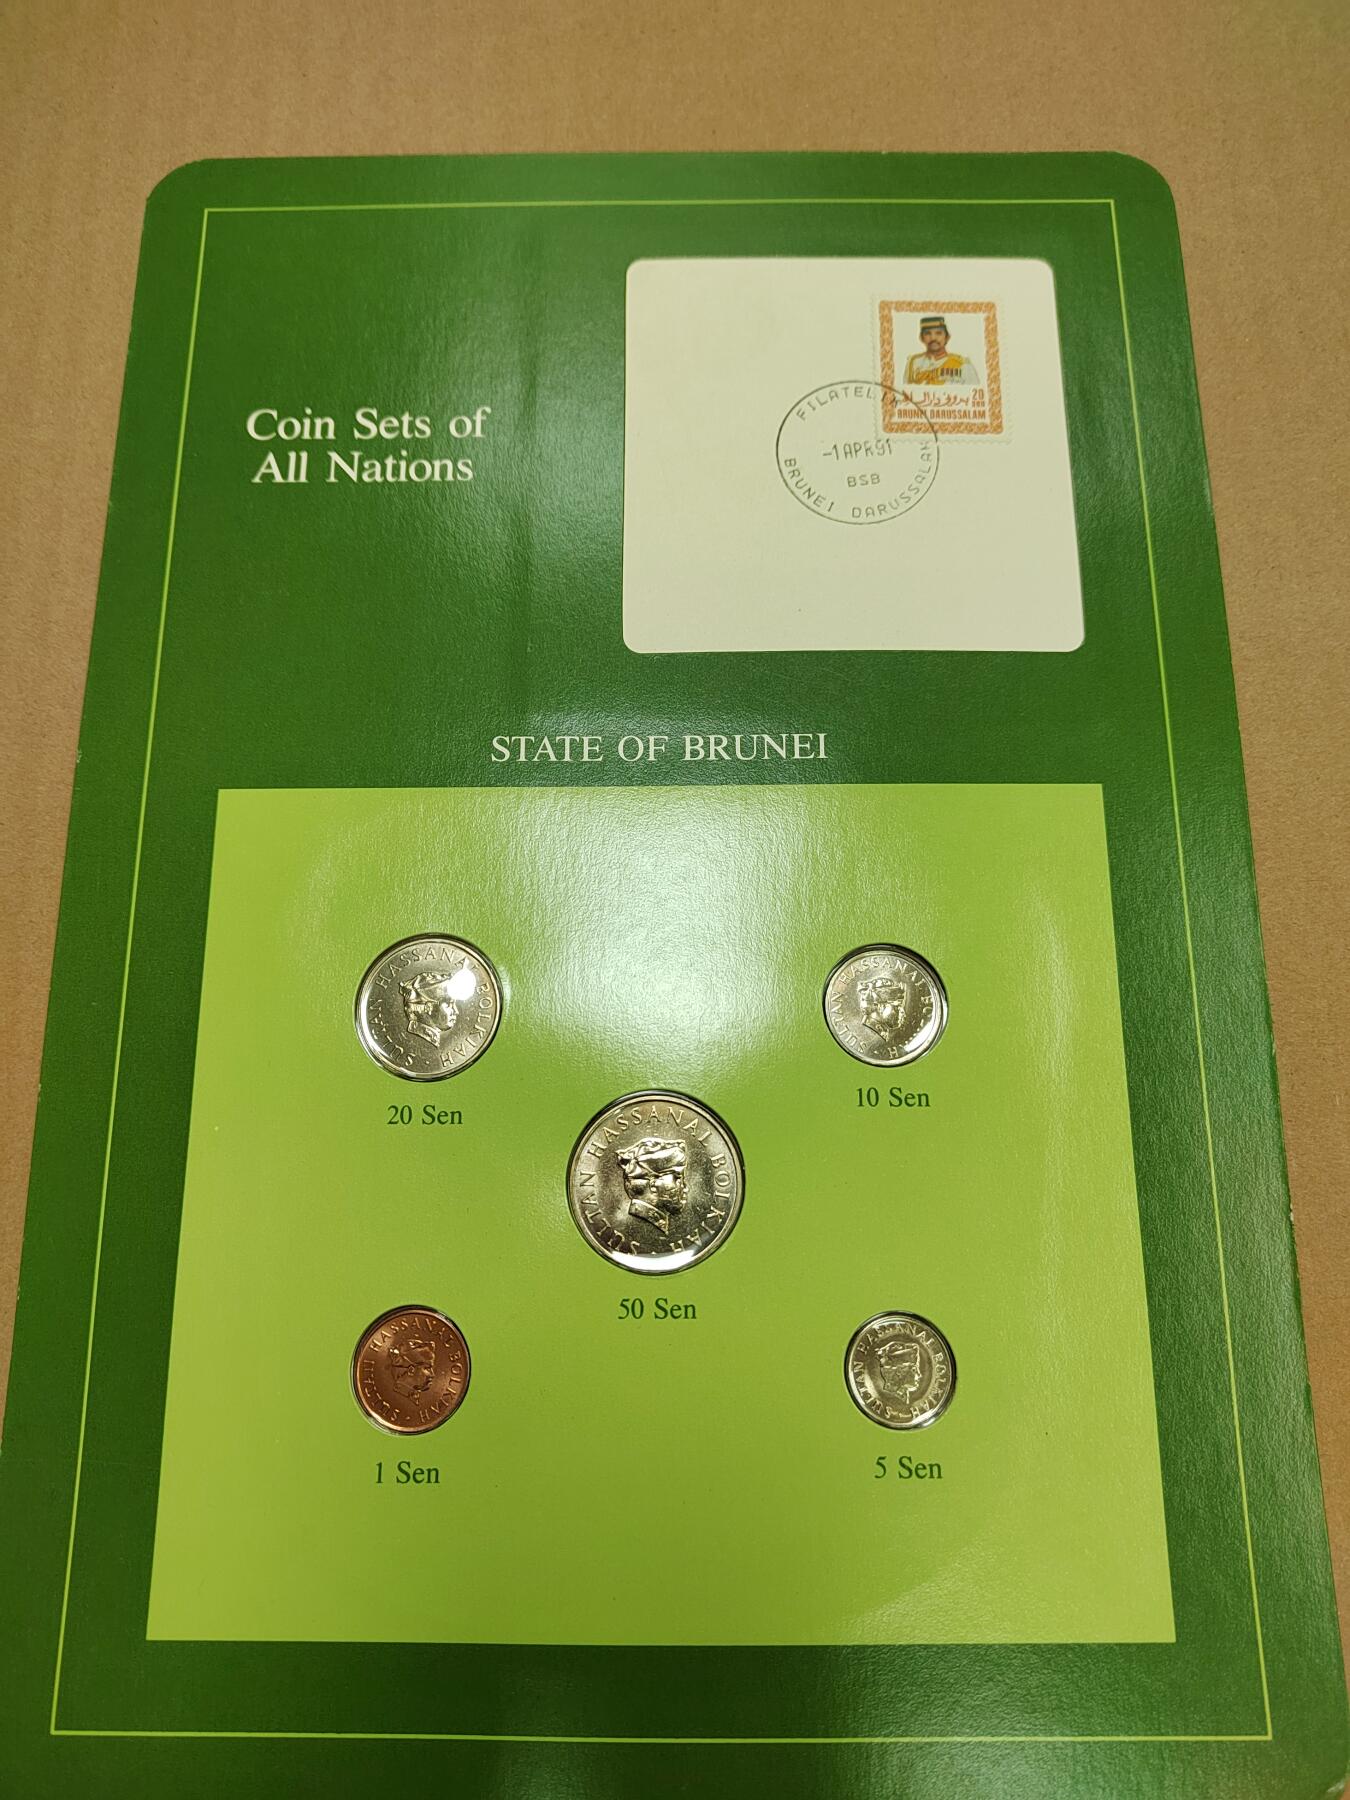 Coin Sets of
All Nations
20
SEN
BRUNEI DARUSSALAM
FILATELI
-1 APR 91
BSB
BRUNEI DARUSSALAM
STATE OF BRUNEI
SULTAN HASSANAL BOLKIAH
20 Sen
SULTAN HASSANAL
10 Sen
SULTAN HASSANAL BOLKIAH
50 Sen
SULTAN HASSANAL BOLKIAH
1 Sen
SULTAN HASSANAL BOLKIAH
5 Sen